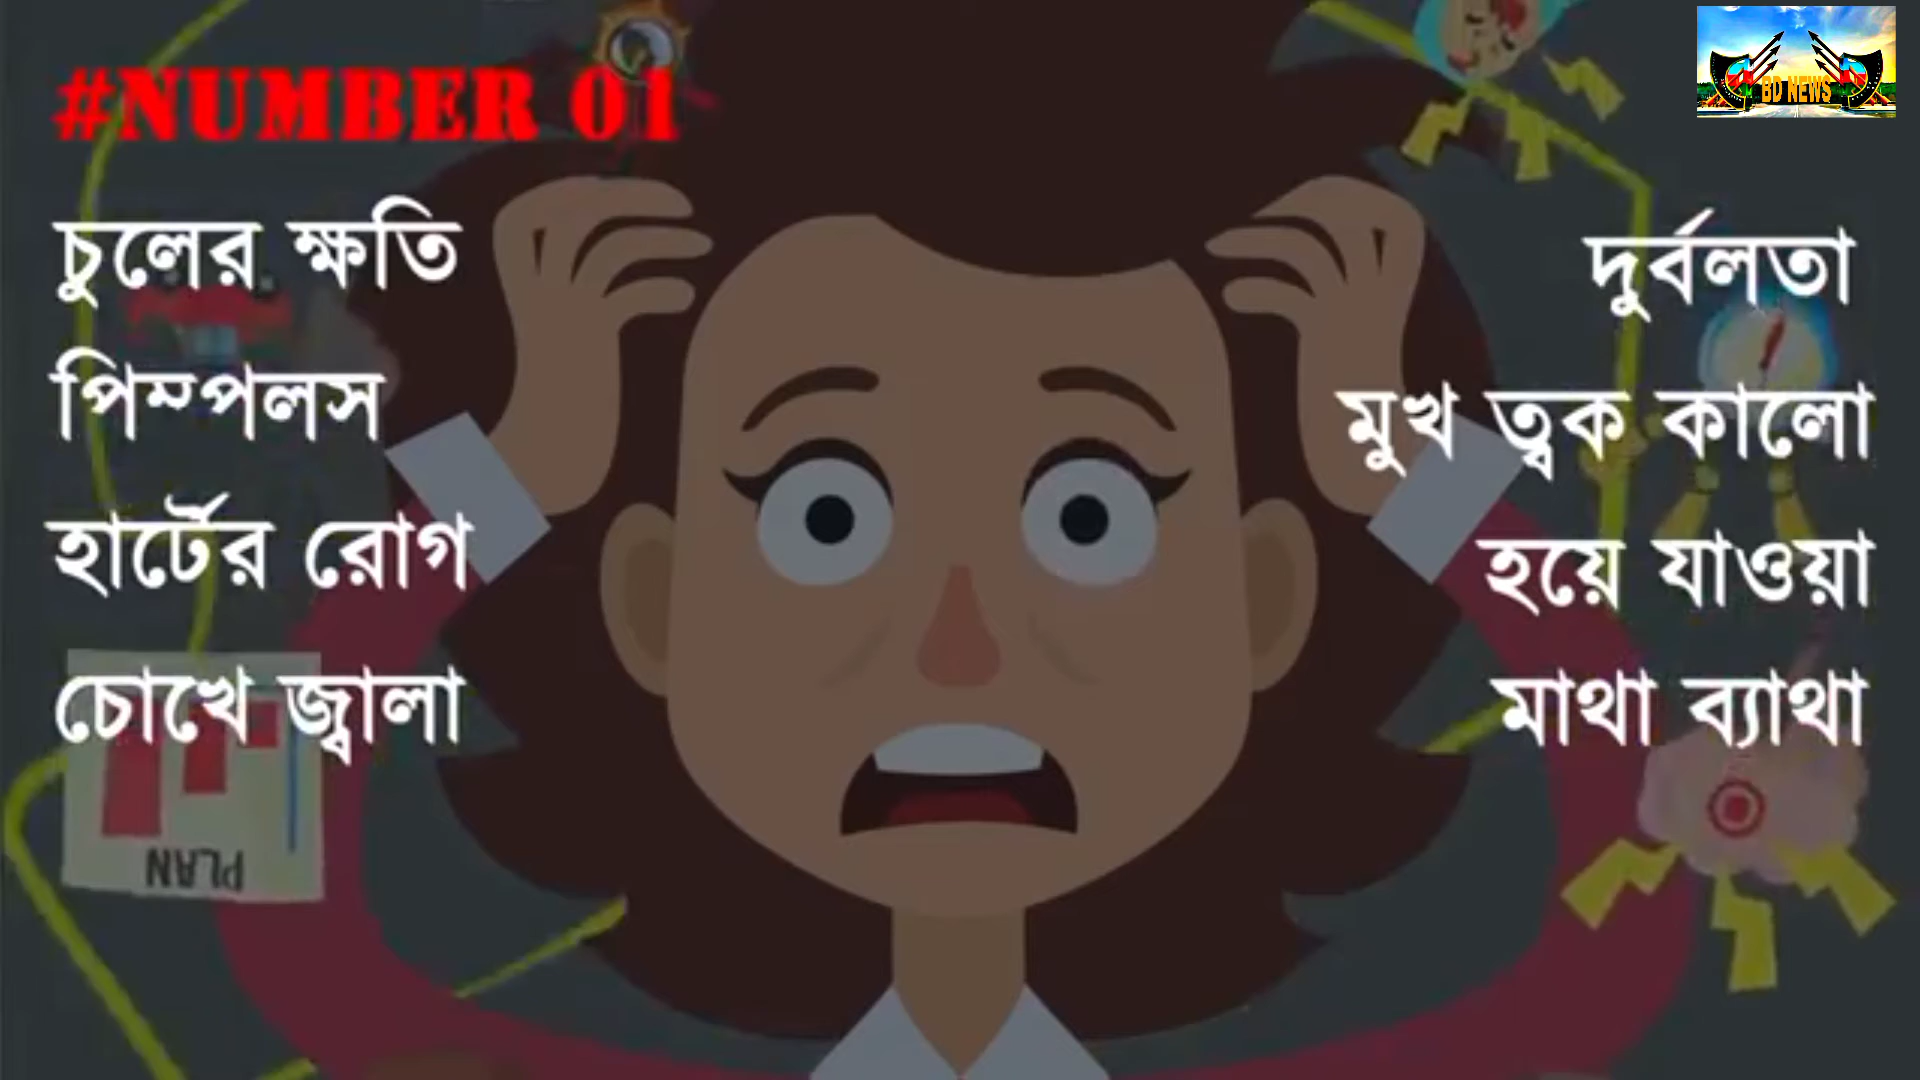 #NUMBER 01
BD NEWS
চুলের ক্ষতি
পিম্পলস
হার্টের রোগ
চোখে জ্বালা
দুর্বলতা
মুখ ত্বক কালো
হয়ে যাওয়া
মাথা ব্যাথা
PLAN